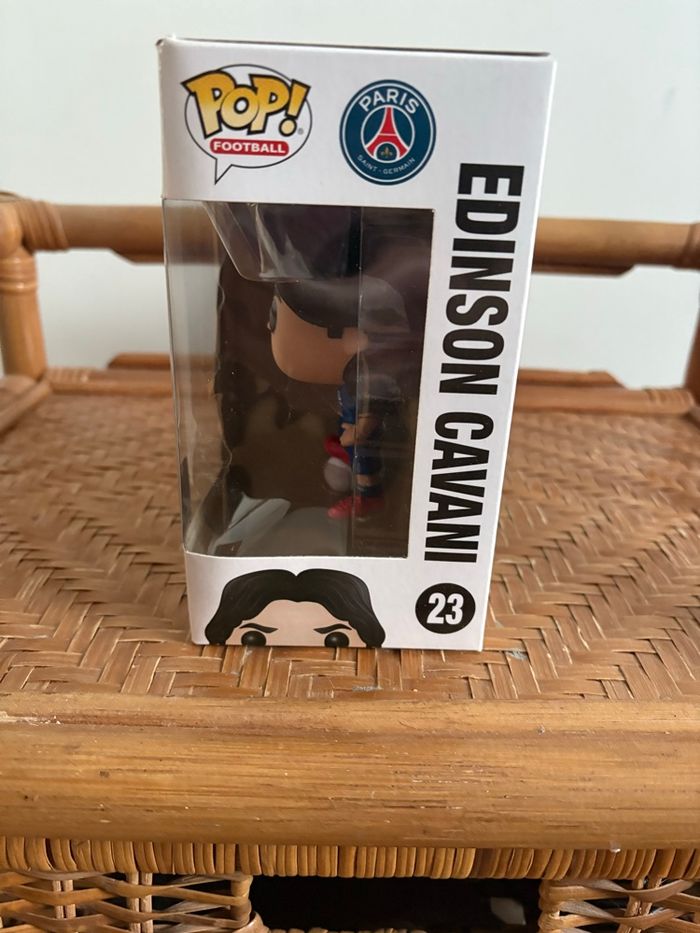 POP!
FOOTBALL
PARIS
SAINT-GERMAIN
EDINSON CAVANI
23